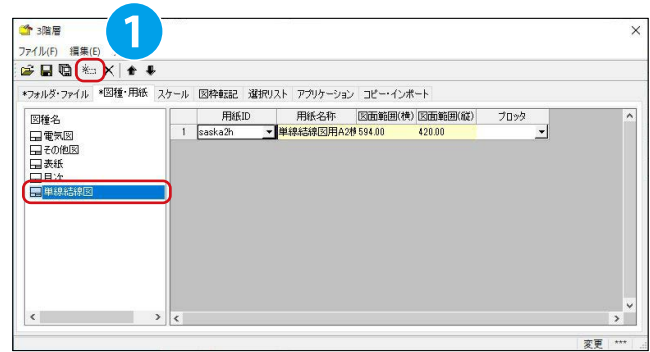 3階層
1
ファイル(F) 編集(E)
*フォルダ・ファイル *図種・用紙 スケール 図枠転記 選択リスト アプリケーション コピー・インポート
図種名
電気図
その他図
表紙
目次
単線結線図
用紙ID 用紙名称 図面範囲(横) 図面範囲(縦) プロッタ
1 saska2h 単線結線図用A2横 594.00 420.00
変更 ***